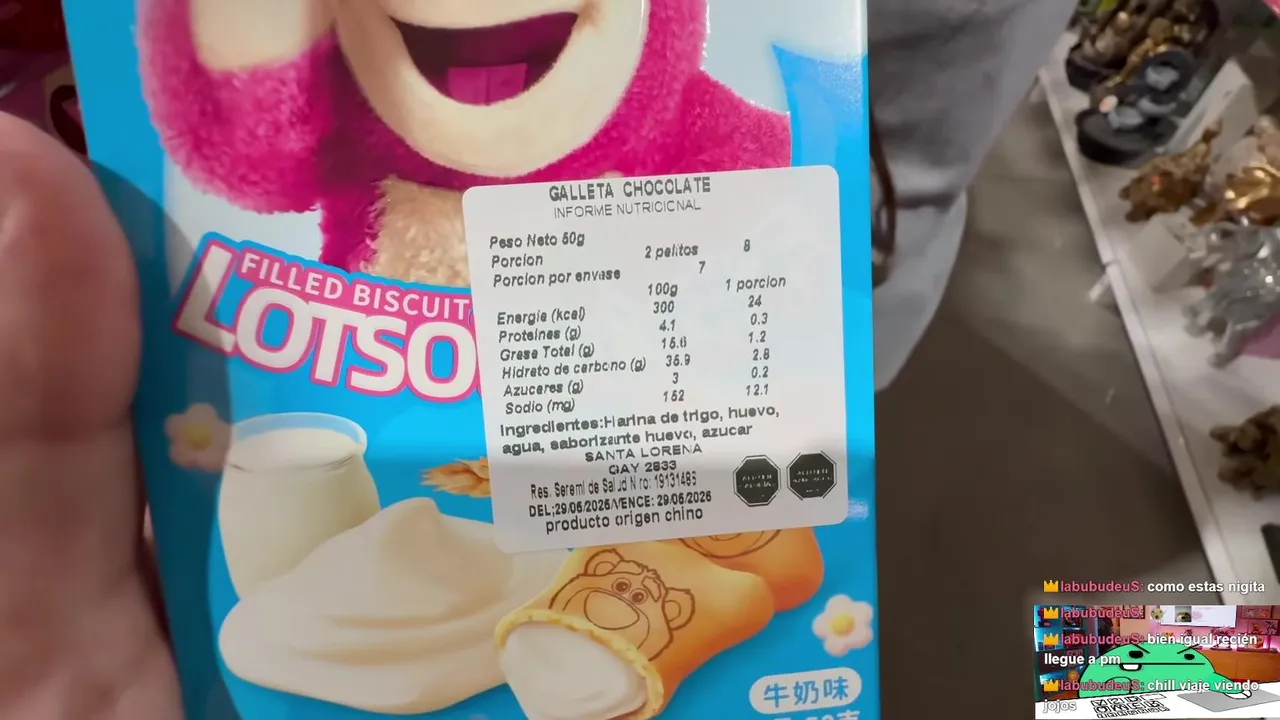 GALLETA CHOCOLATE
INFORME NUTRICIONAL
Peso Neto 50g
Porcion 2 palitos 8
Porcion por envase 7
100g 1 porcion
Energia (kcal) 300 24
Proteines (g) 4.1 0.3
Grasa Total (g) 15.6 1.2
Hidrato de carbono (g) 35.9 2.8
Azucares (g) 3 0.2
Sodio (mg) 152 12.1
Ingredientes:Harina de trigo, huevo,
agua, saborizante huevo, azucar
SANTA LORENA
GAY 2833
Res. Seremi de Salud Nro: 19131485
DEL;29.05/2025/VENCE: 29/05/2026
producto origen chino
FILLED BISCUIT
LOTSO
牛奶味
labubudeuS: como estas nigita
labubudeuS:
labubudeuS: bien igual recién
llegue a pm
labubudeuS: chill viaje viendo
jojos